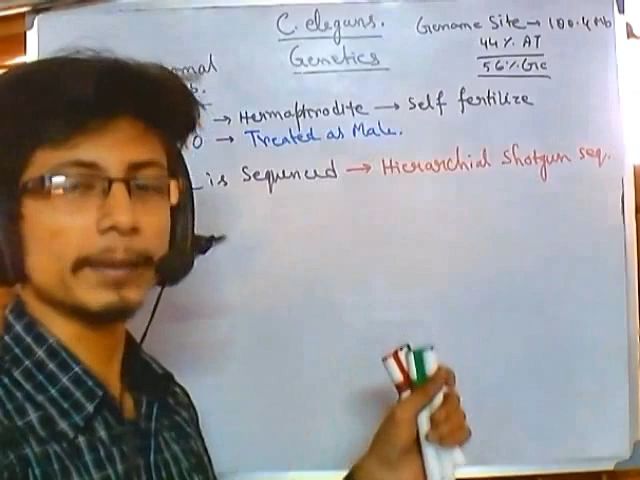 C. elegans.
Genetics
Genome Site → 100.4 Mb
44% AT
56% GC
→ Hermaphrodite → Self fertilize
O → Treated as Male.
is Sequenced → Hierarchial Shotgun seq.